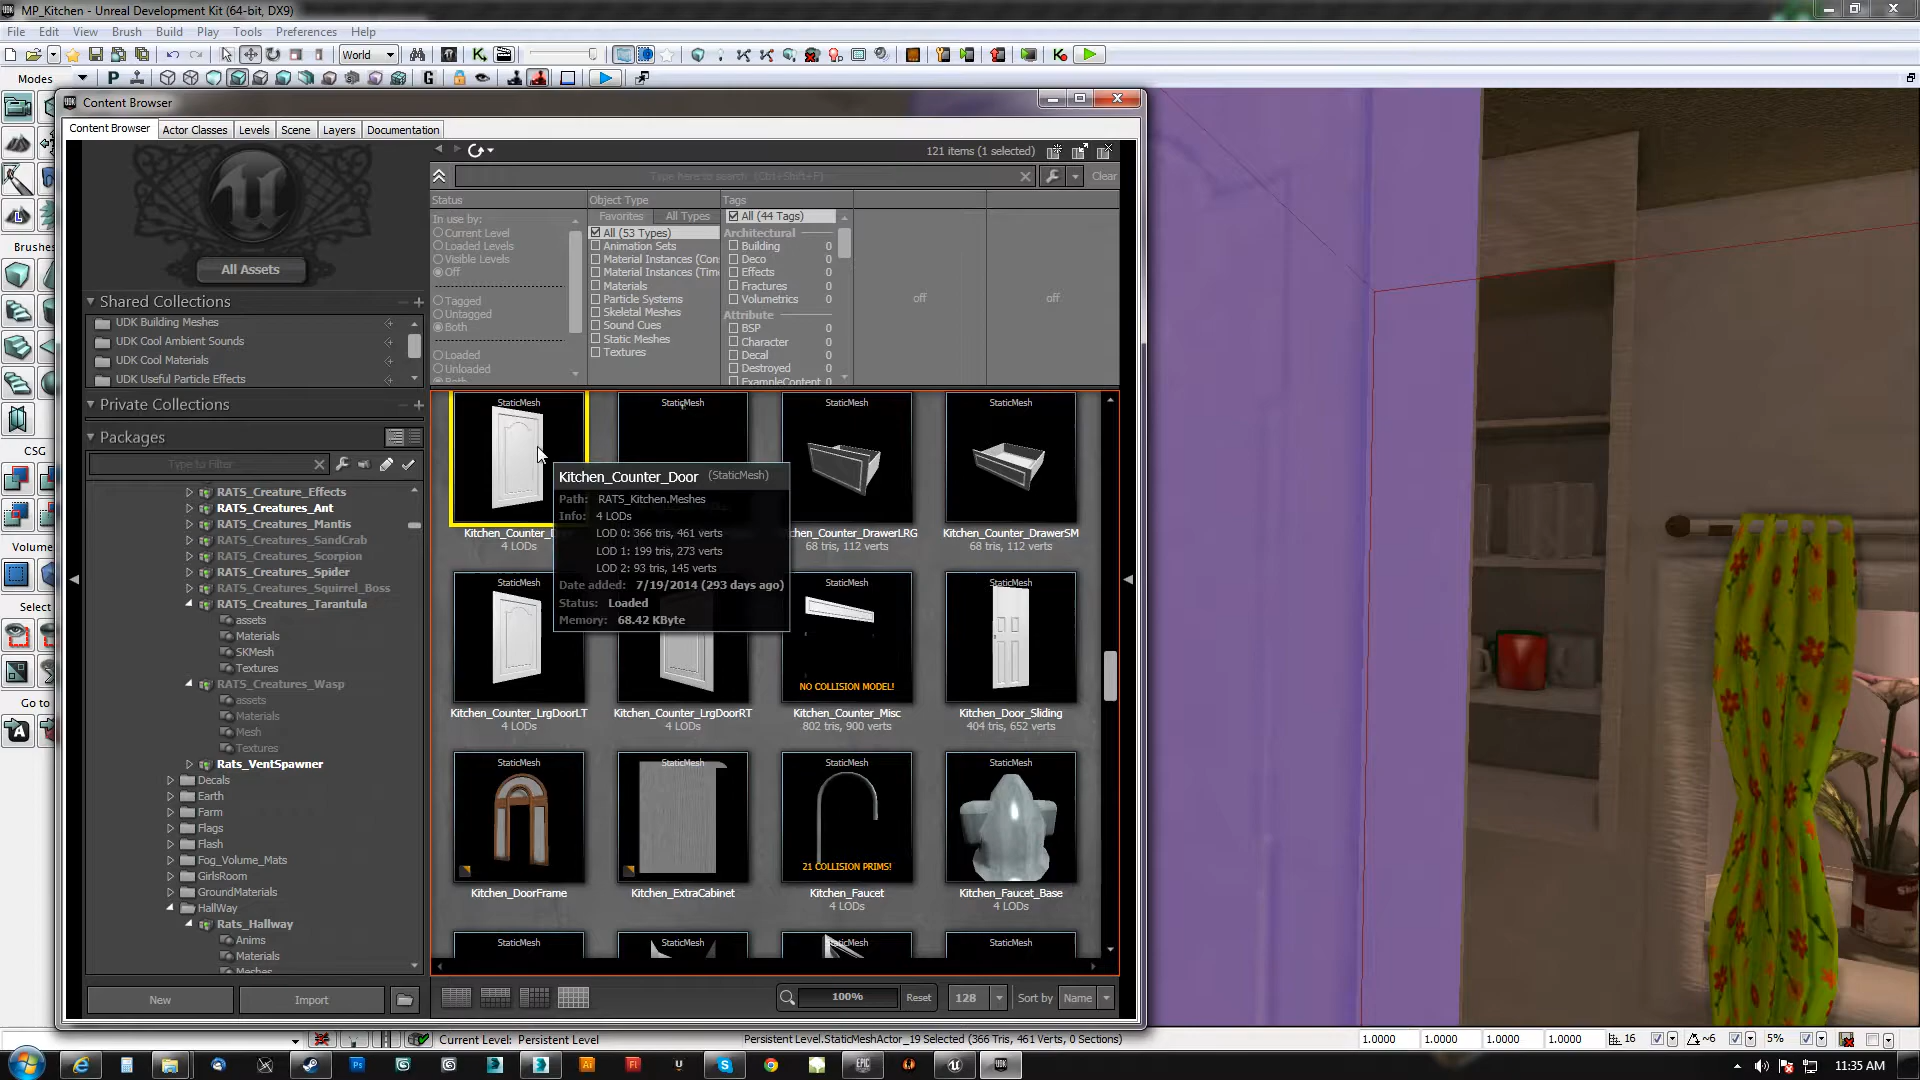 MP_Kitchen - Unreal Development Kit (64-bit, DX9)
File Edit View Brush Build Play Tools Preferences Help
World
Modes
Content Browser
Content Browser Actor Classes Levels Scene Layers Documentation
121 items (1 selected)
Type here to search (Ctrl+Shift+F)
Clear
All Assets
Status
In use by:
Current Level
Loaded Levels
Visible Levels
Off
Tagged
Untagged
Both
Loaded
Unloaded
Both
Object Type
Favorites All Types
All (53 Types)
Animation Sets
Material Instances (Con
Material Instances (Time
Materials
Particle Systems
Skeletal Meshes
Sound Cues
Static Meshes
Textures
Tags
All (44 Tags)
Architectural
Building 0
Deco 0
Effects 0
Fractures 0
Volumetrics 0
Attribute
BSP 0
Character 0
Decal 0
Destroyed 0
ExampleContent 0
off
off
Brushes
CSG
Volume
Select
Go to
Shared Collections
UDK Building Meshes
UDK Cool Ambient Sounds
UDK Cool Materials
UDK Useful Particle Effects
Private Collections
Packages
Type to Filter
RATS_Creature_Effects
RATS_Creatures_Ant
RATS_Creatures_Mantis
RATS_Creatures_SandCrab
RATS_Creatures_Scorpion
RATS_Creatures_Spider
RATS_Creatures_Squirrel_Boss
RATS_Creatures_Tarantula
assets
Materials
SKMesh
Textures
RATS_Creatures_Wasp
assets
Materials
Mesh
Textures
Rats_VentSpawner
Decals
Earth
Farm
Flags
Flash
Fog_Volume_Mats
GirlsRoom
GroundMaterials
HallWay
Rats_Hallway
Anims
Materials
Meshes
New Import
StaticMesh StaticMesh StaticMesh StaticMesh
Kitchen_Counter_D
4 LODs
Kitchen_Counter_Door (StaticMesh)
Path: RATS_Kitchen.Meshes
Info: 4 LODs
LOD 0: 366 tris, 461 verts
LOD 1: 199 tris, 273 verts
LOD 2: 93 tris, 145 verts
Date added: 7/19/2014 (293 days ago)
Status: Loaded
Memory: 68.42 KByte
chen_Counter_DrawerLRG
68 tris, 112 verts
Kitchen_Counter_DrawerSM
68 tris, 112 verts
StaticMesh StaticMesh StaticMesh
NO COLLISION MODEL!
Kitchen_Counter_LrgDoorLT Kitchen_Counter_LrgDoorRT Kitchen_Counter_Misc Kitchen_Door_Sliding
4 LODs 4 LODs 802 tris, 900 verts 404 tris, 652 verts
StaticMesh StaticMesh StaticMesh StaticMesh
21 COLLISION PRIMS!
Kitchen_DoorFrame Kitchen_ExtraCabinet Kitchen_Faucet Kitchen_Faucet_Base
4 LODs 4 LODs
StaticMesh StaticMesh StaticMesh StaticMesh
100% Reset 128 Sort by Name
Current Level: Persistent Level
Persistent Level.StaticMeshActor_19 Selected (366 Tris, 461 Verts, 0 Sections)
1.0000 1.0000 1.0000 1.0000 16 ~6 5%
11:35 AM